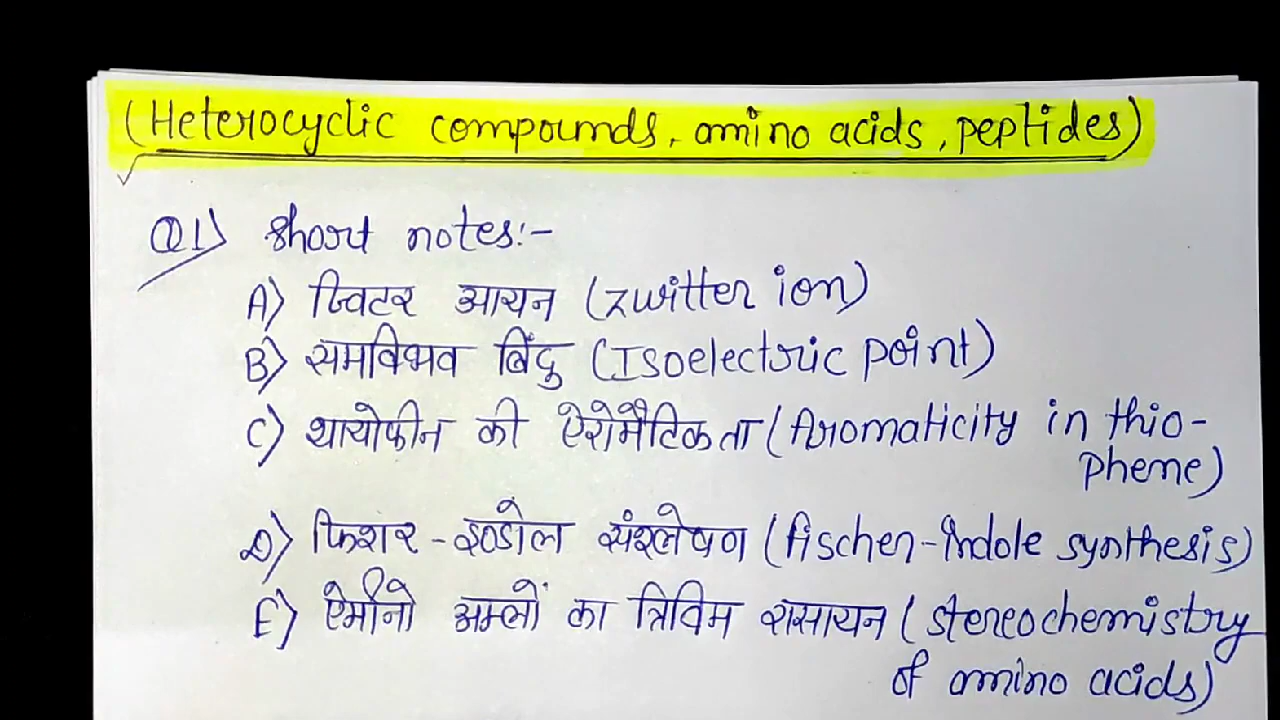 (Heterocyclic compounds, amino acids, peptides)
Q1) Short notes:-
A) ज्विटर आयन (Zwitter ion)
B) समविभव बिंदु (Isoelectric point)
C) थायोफीन की ऐरोमैटिकता (Aromaticity in thio-
phene)
D) फिशर-इण्डोल संश्लेषण (fischer-indole synthesis)
E) ऐमीनो अम्लों का त्रिविम रासायन (stereochemistry
of amino acids)